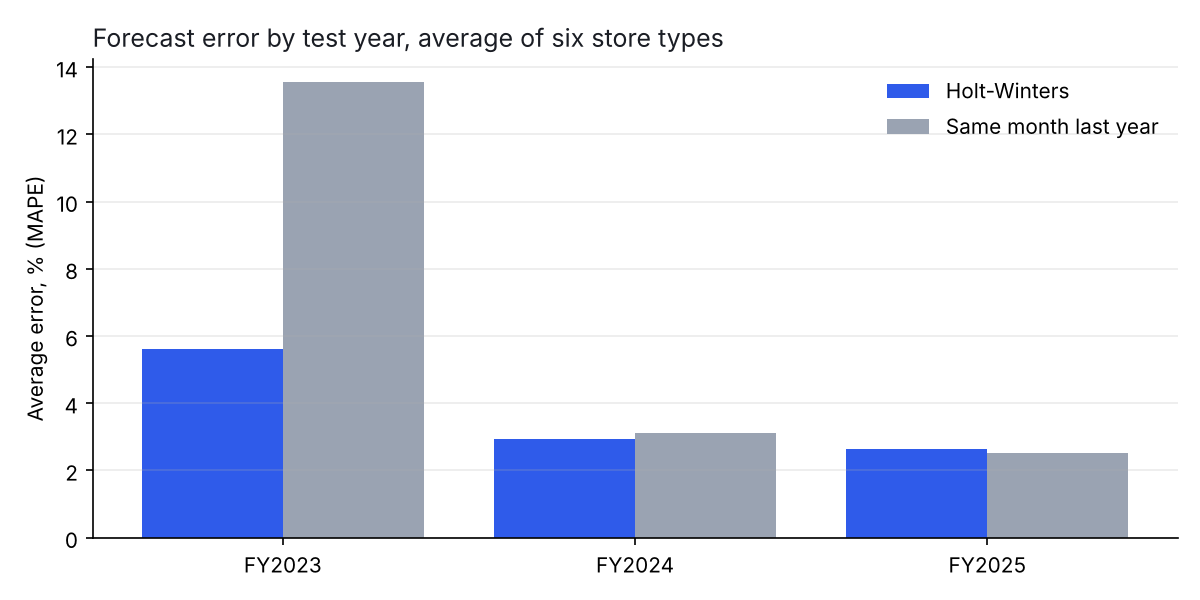 Forecast error by test year, average of six store types
Average error, % (MAPE)
14
12
10
8
6
4
2
0
Holt-Winters
Same month last year
FY2023
FY2024
FY2025